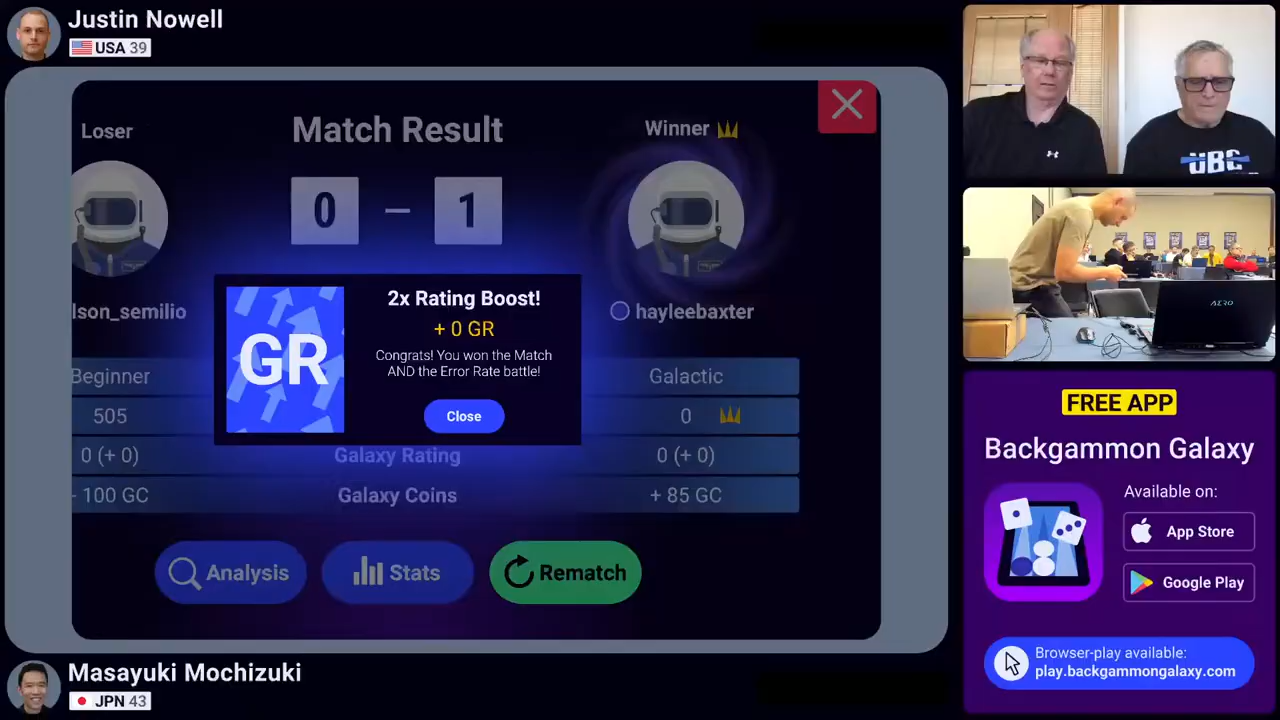 Justin Nowell
USA 39
Loser
Match Result
Winner
0 – 1
lson_semilio
hayleebaxter
GR
2x Rating Boost!
+ 0 GR
Congrats! You won the Match
AND the Error Rate battle!
Close
Beginner
Galactic
505
0
0 (+ 0)
Galaxy Rating
0 (+ 0)
- 100 GC
Galaxy Coins
+ 85 GC
Analysis
Stats
Rematch
Masayuki Mochizuki
JPN 43
UBC
AERO
FREE APP
Backgammon Galaxy
Available on:
App Store
Google Play
Browser-play available:
play.backgammongalaxy.com